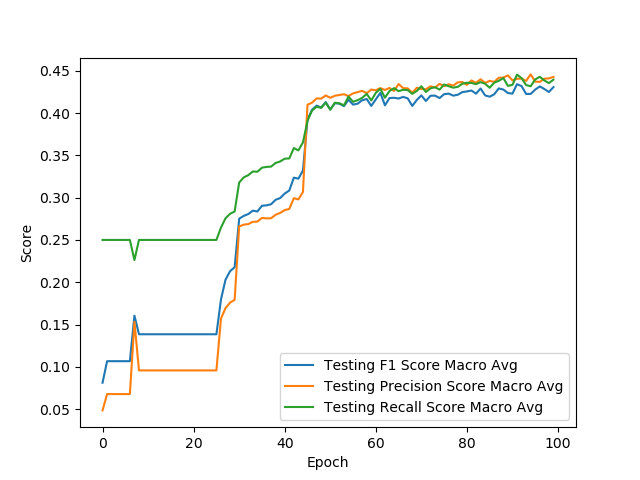 0.45
0.40
0.35
0.30
0.25
0.20
0.15
0.10
0.05
Score
0 20 40 60 80 100
Epoch
Testing F1 Score Macro Avg
Testing Precision Score Macro Avg
Testing Recall Score Macro Avg